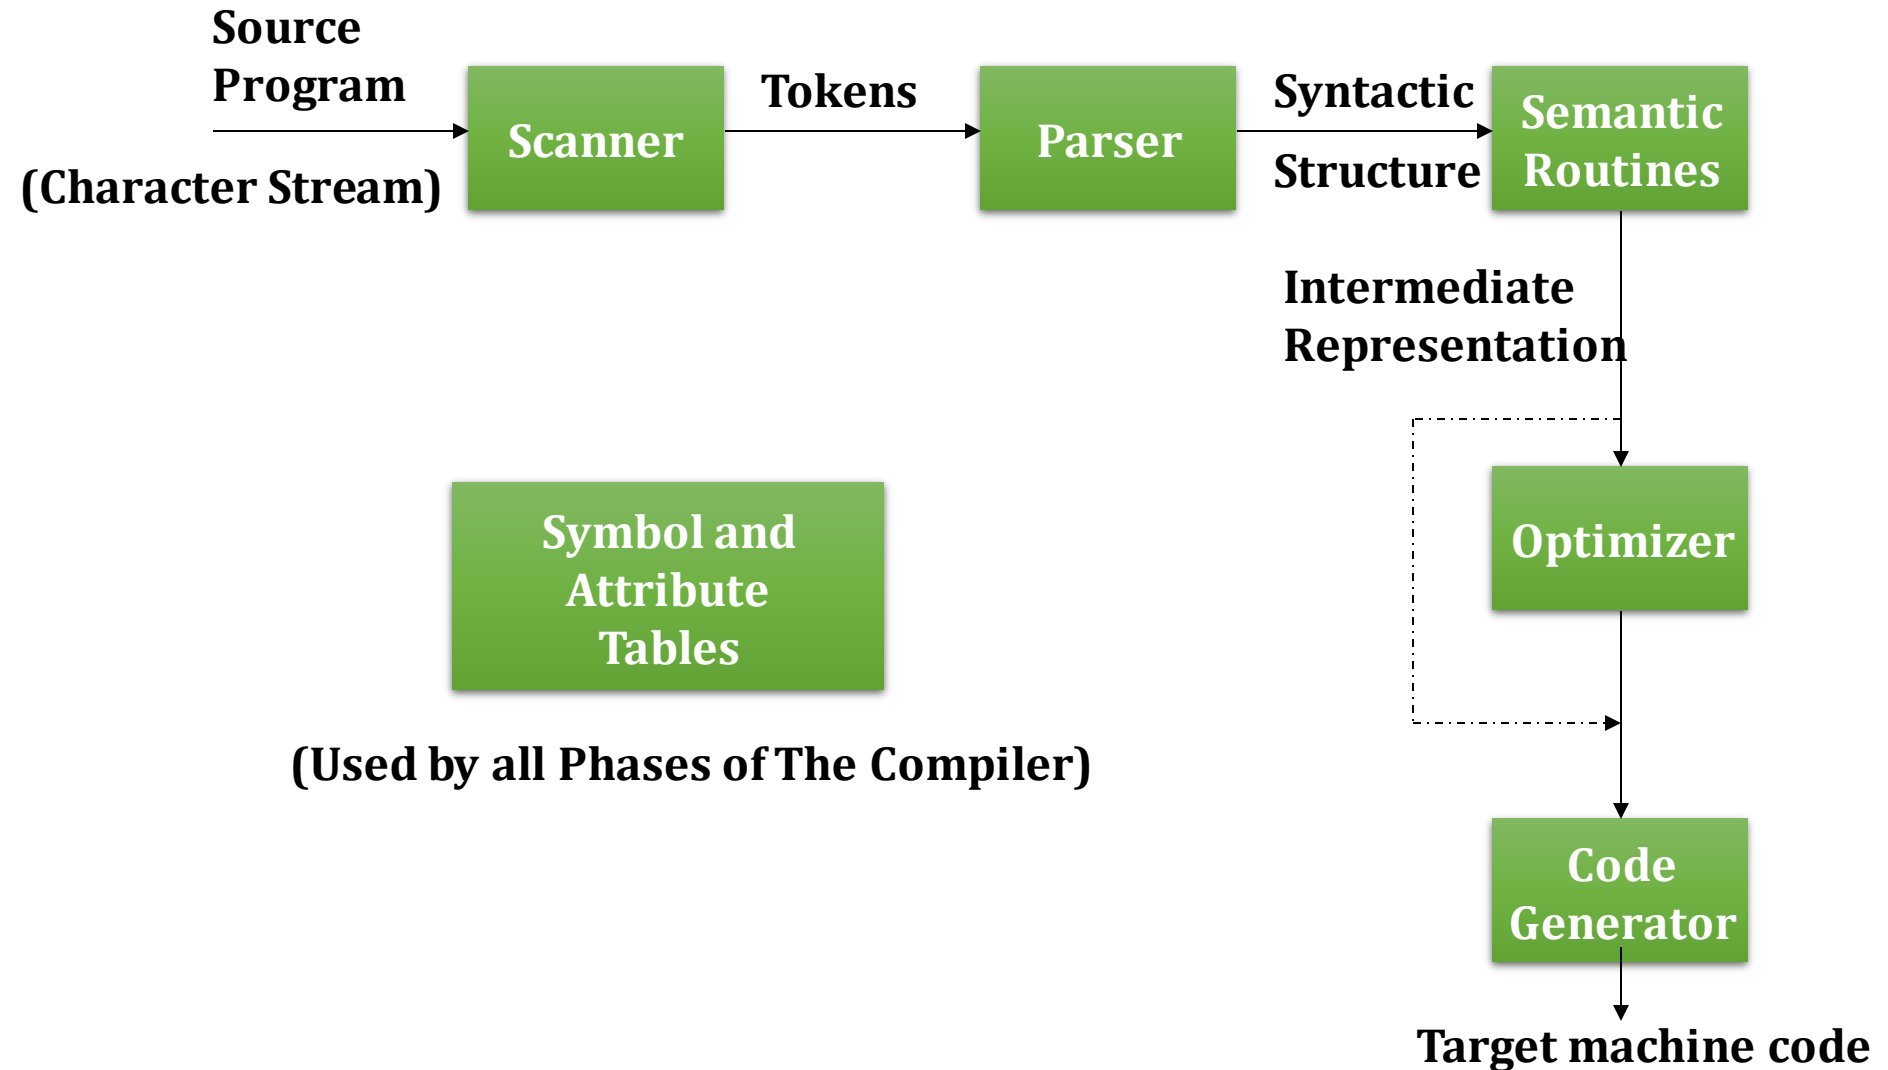 Source
Program
(Character Stream)
Scanner
Tokens
Parser
Syntactic
Structure
Semantic
Routines
Intermediate
Representation
Optimizer
Symbol and
Attribute
Tables
(Used by all Phases of The Compiler)
Code
Generator
Target machine code